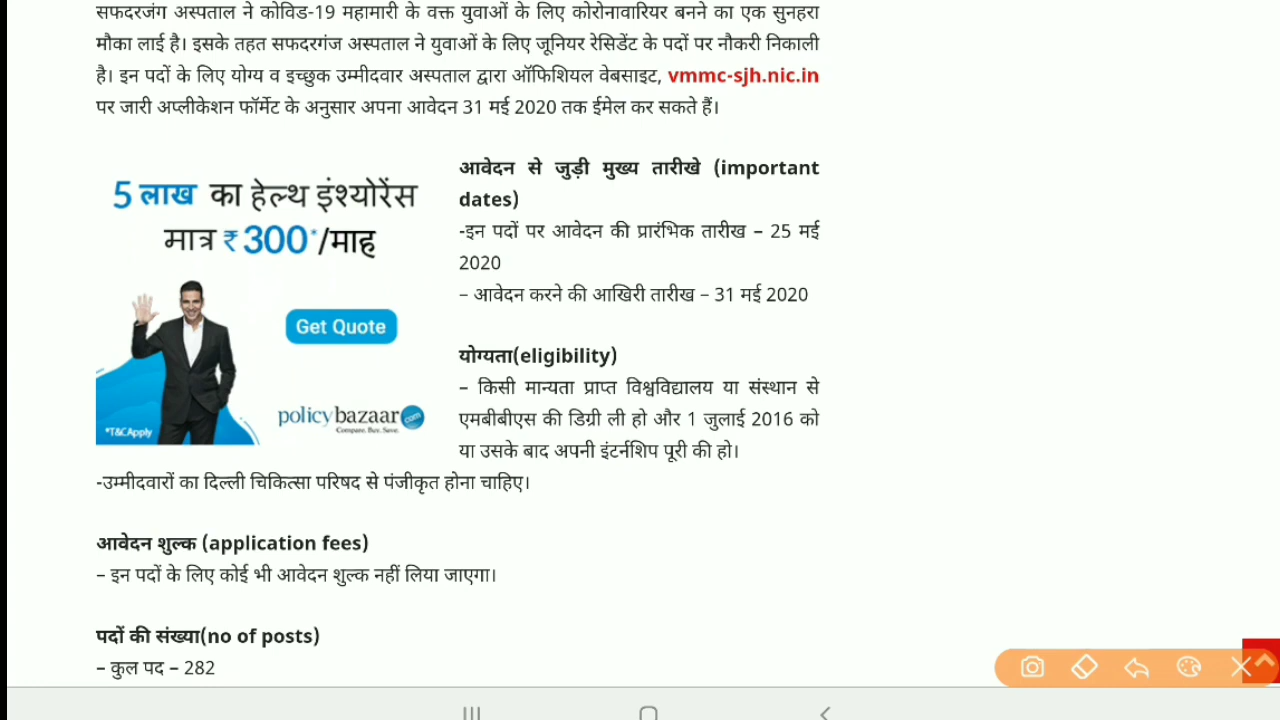 सफदरजंग अस्पताल ने कोविड-19 महामारी के वक्त युवाओं के लिए कोरोनावारियर बनने का एक सुनहरा
मौका लाई है। इसके तहत सफदरगंज अस्पताल ने युवाओं के लिए जूनियर रेसिडेंट के पदों पर नौकरी निकाली
है। इन पदों के लिए योग्य व इच्छुक उम्मीदवार अस्पताल द्वारा ऑफिशियल वेबसाइट, vmmc-sjh.nic.in
पर जारी अप्लीकेशन फॉर्मेट के अनुसार अपना आवेदन 31 मई 2020 तक ईमेल कर सकते हैं।
5 लाख का हेल्थ इंश्योरेंस
मात्र ₹300*/माह
Get Quote
policybazaar.com
Compare. Buy. Save.
*T&C Apply
आवेदन से जुड़ी मुख्य तारीखे (important
dates)
-इन पदों पर आवेदन की प्रारंभिक तारीख – 25 मई
2020
– आवेदन करने की आखिरी तारीख – 31 मई 2020
योग्यता(eligibility)
– किसी मान्यता प्राप्त विश्वविद्यालय या संस्थान से
एमबीबीएस की डिग्री ली हो और 1 जुलाई 2016 को
या उसके बाद अपनी इंटर्नशिप पूरी की हो।
-उम्मीदवारों का दिल्ली चिकित्सा परिषद से पंजीकृत होना चाहिए।
आवेदन शुल्क (application fees)
– इन पदों के लिए कोई भी आवेदन शुल्क नहीं लिया जाएगा।
पदों की संख्या(no of posts)
– कुल पद – 282